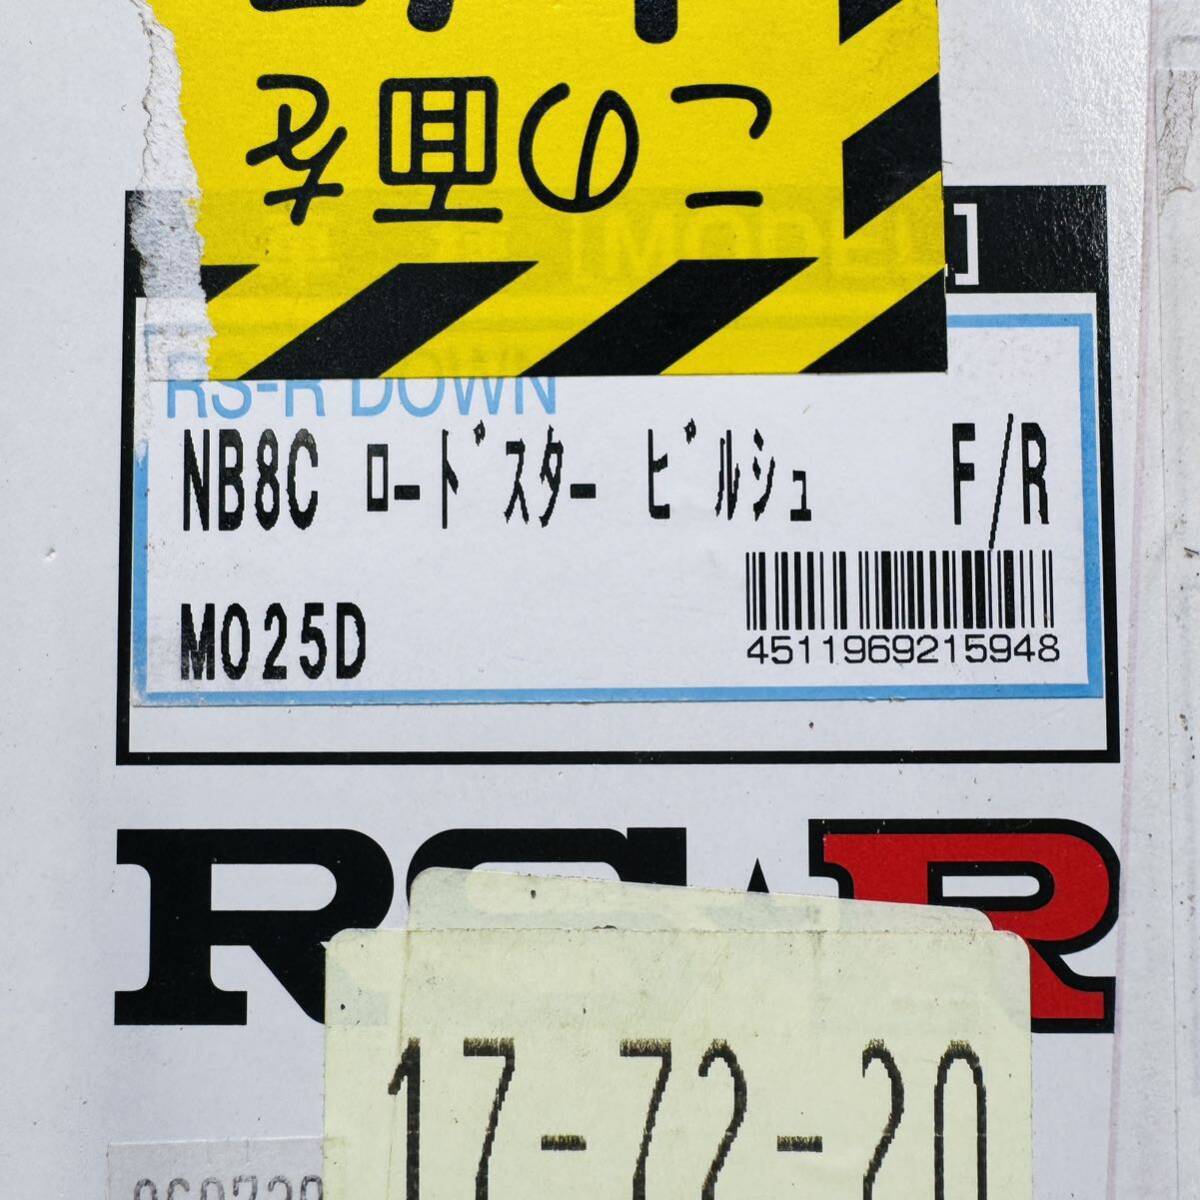 この面を
[MODEL]
RS-R DOWN
NB8C ﾛｰﾄﾞｽﾀｰ ﾋﾟﾙｼｭ F/R
M025D
4511969215948
RS★R
17-72-20